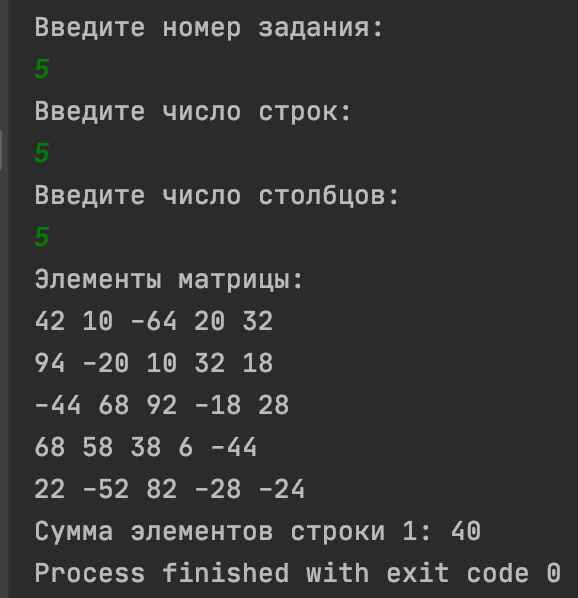 Введите номер задания:
5
Введите число строк:
5
Введите число столбцов:
5
Элементы матрицы:
42 10 -64 20 32
94 -20 10 32 18
-44 68 92 -18 28
68 58 38 6 -44
22 -52 82 -28 -24
Сумма элементов строки 1: 40
Process finished with exit code 0